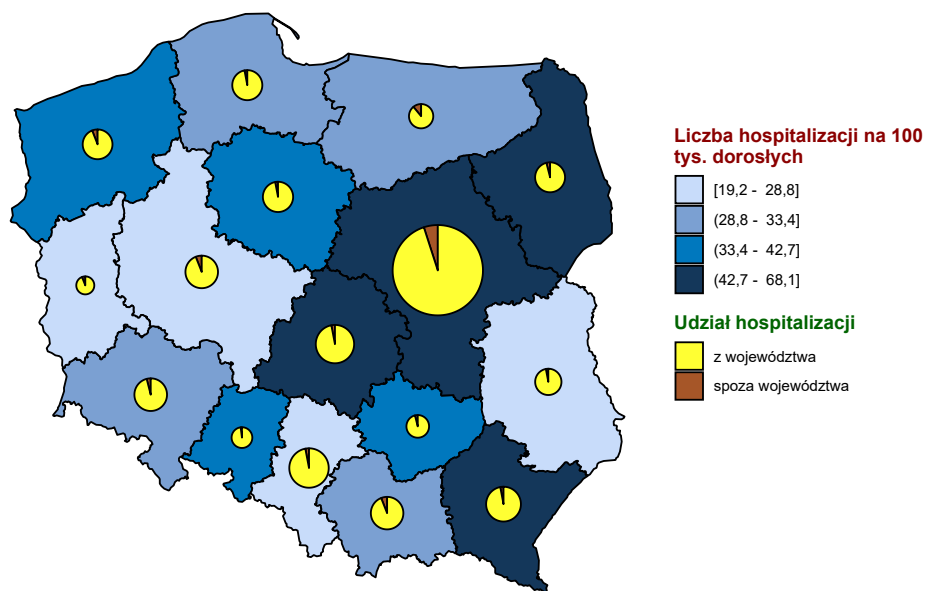 Liczba hospitalizacji na 100
tys. dorosłych
[19,2 - 28,8]
(28,8 - 33,4]
(33,4 - 42,7]
(42,7 - 68,1]
Udział hospitalizacji
z województwa
spoza województwa